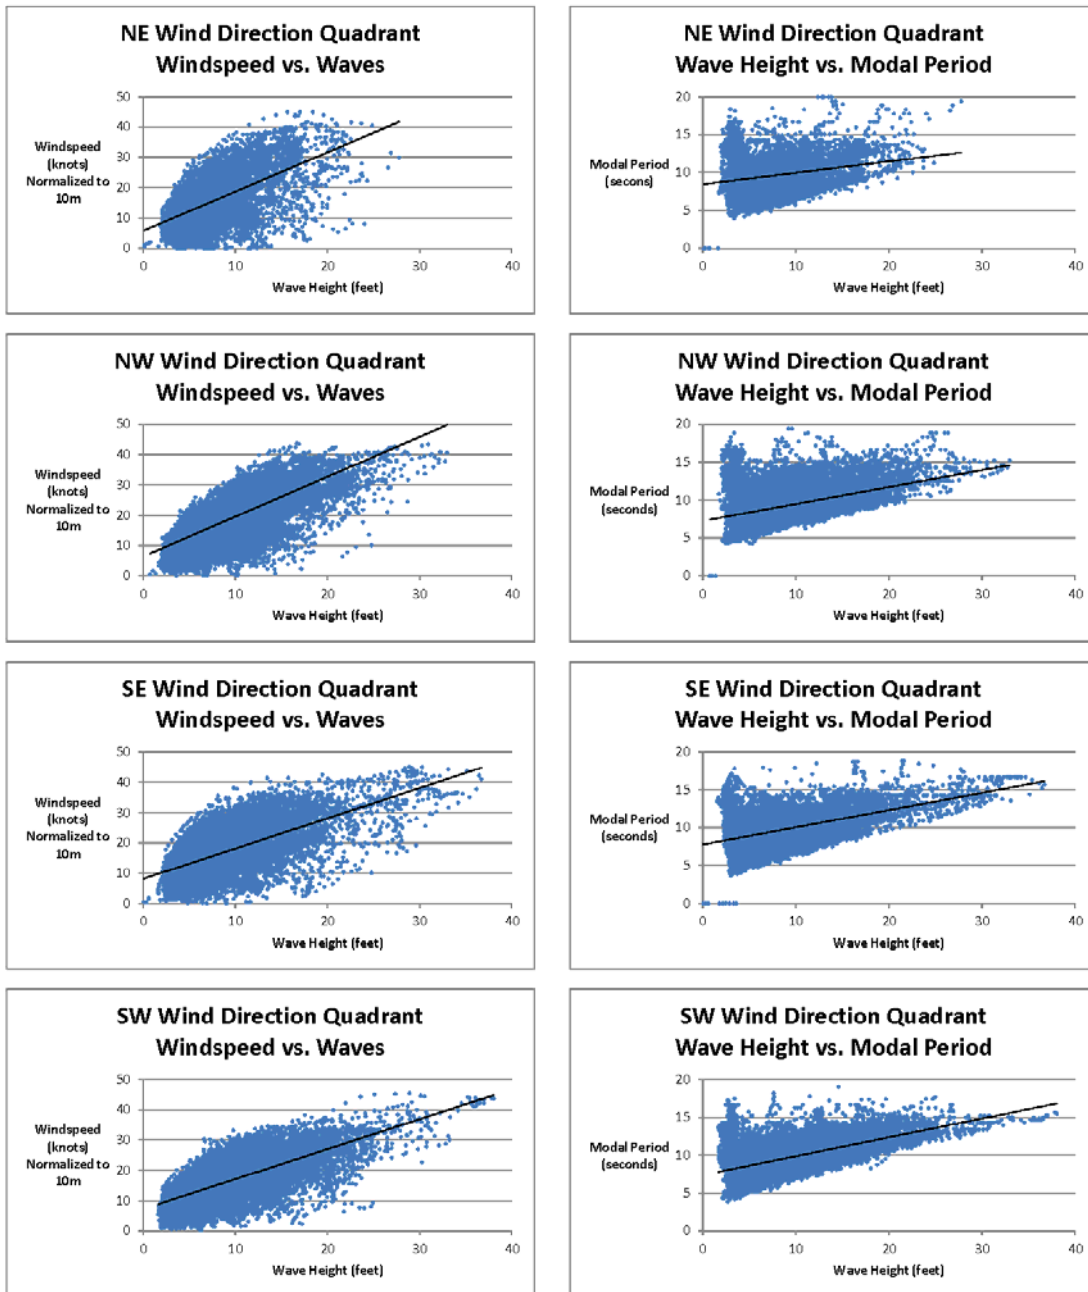 NE Wind Direction Quadrant
Windspeed vs. Waves
50
40
30
20
10
0
Windspeed
(knots)
Normalized to
10m
0 10 20 30 40
Wave Height (feet)
NE Wind Direction Quadrant
Wave Height vs. Modal Period
20
15
10
5
0
Modal Period
(secons)
0 10 20 30 40
Wave Height (feet)
NW Wind Direction Quadrant
Windspeed vs. Waves
50
40
30
20
10
0
Windspeed
(knots)
Normalized to
10m
0 10 20 30 40
Wave Height (feet)
NW Wind Direction Quadrant
Wave Height vs. Modal Period
20
15
10
5
0
Modal Period
(seconds)
0 10 20 30 40
Wave Height (feet)
SE Wind Direction Quadrant
Windspeed vs. Waves
50
40
30
20
10
0
Windspeed
(knots)
Normalized to
10m
0 10 20 30 40
Wave Height (feet)
SE Wind Direction Quadrant
Wave Height vs. Modal Period
20
15
10
5
0
Modal Period
(seconds)
0 10 20 30 40
Wave Height (feet)
SW Wind Direction Quadrant
Windspeed vs. Waves
50
40
30
20
10
0
Windspeed
(knots)
Normalized to
10m
0 10 20 30 40
Wave Height (feet)
SW Wind Direction Quadrant
Wave Height vs. Modal Period
20
15
10
5
0
Modal Period
(seconds)
0 10 20 30 40
Wave Height (feet)